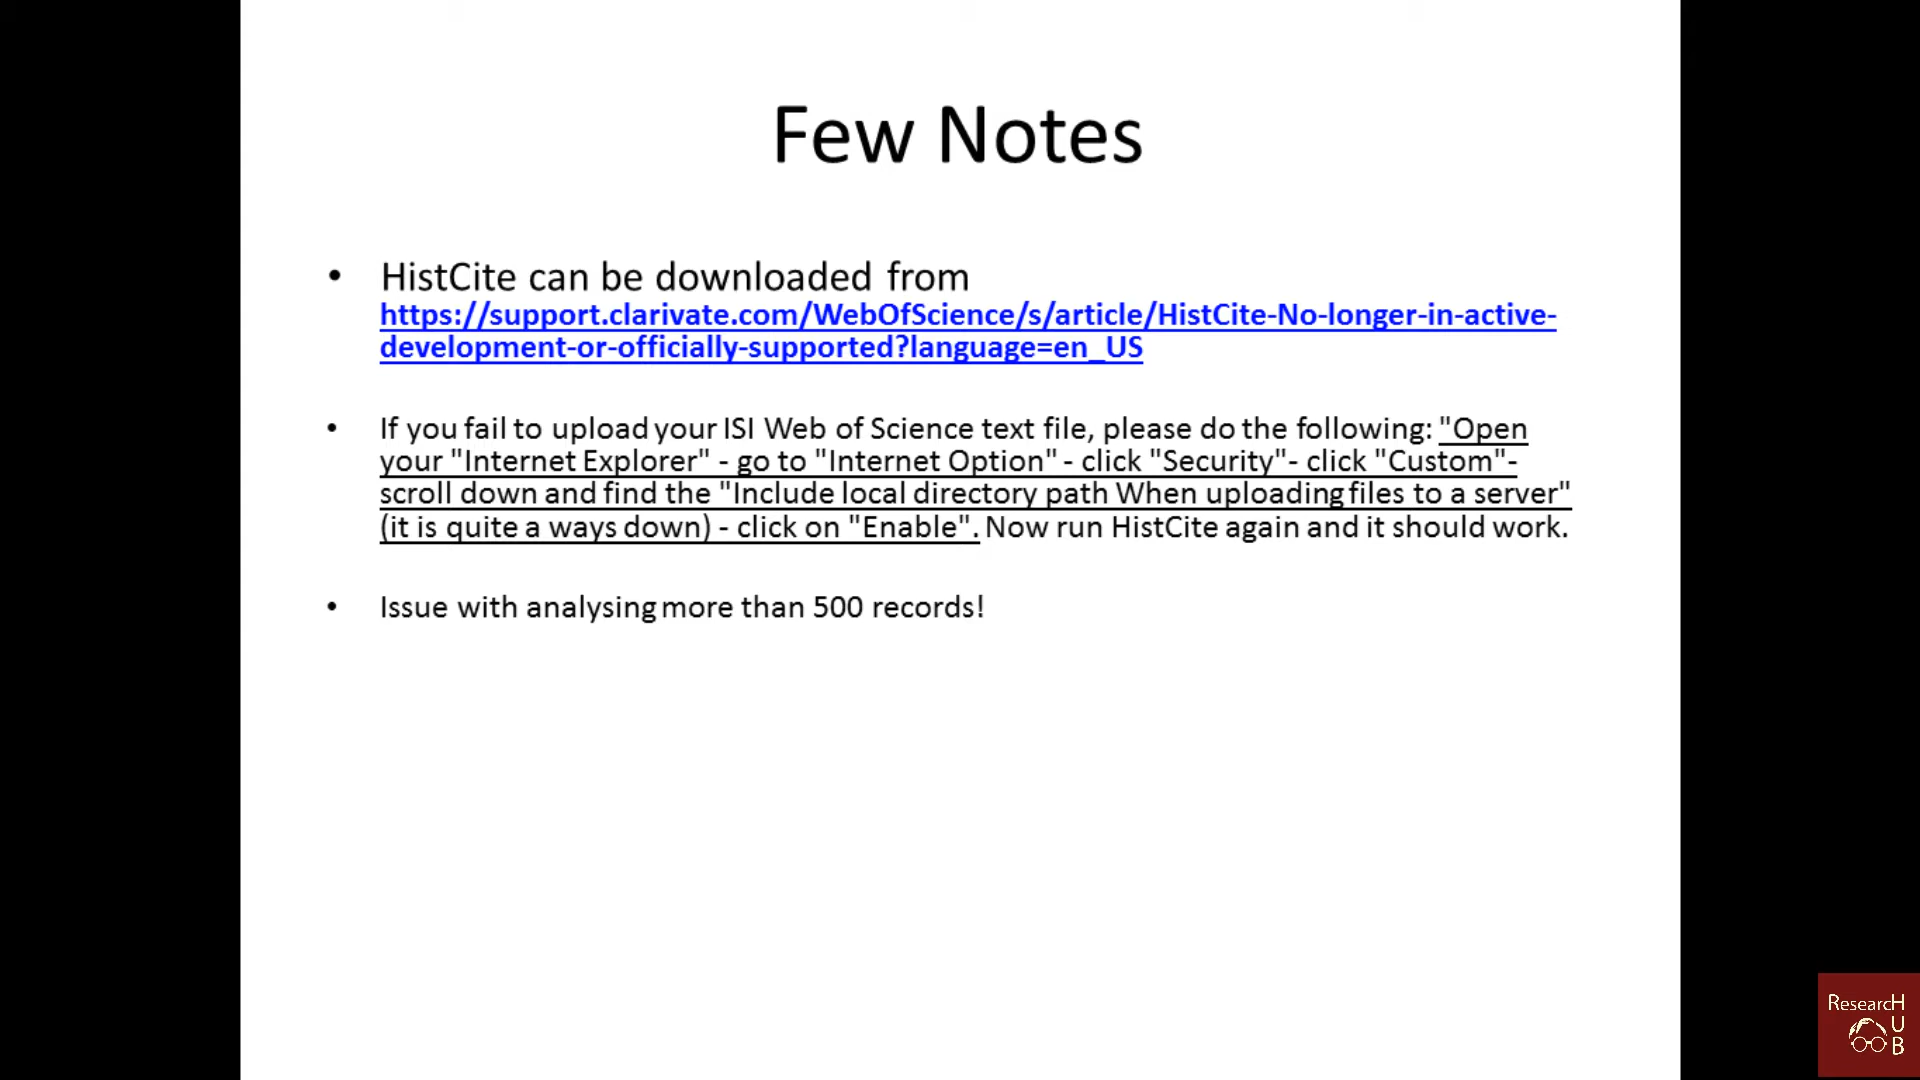 Few Notes
• HistCite can be downloaded from
https://support.clarivate.com/WebOfScience/s/article/HistCite-No-longer-in-active-
development-or-officially-supported?language=en_US
• If you fail to upload your ISI Web of Science text file, please do the following: "Open
your "Internet Explorer" - go to "Internet Option" - click "Security"- click "Custom"-
scroll down and find the "Include local directory path When uploading files to a server"
(it is quite a ways down) - click on "Enable". Now run HistCite again and it should work.
• Issue with analysing more than 500 records!
ResearcH
U
B